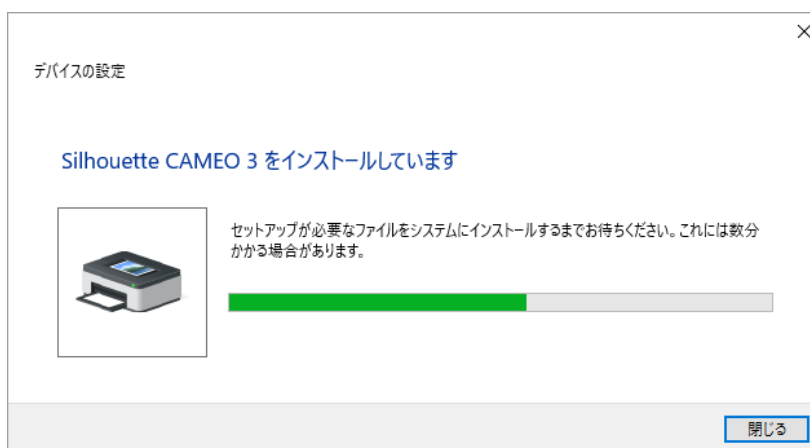 デバイスの設定
Silhouette CAMEO 3 をインストールしています
セットアップが必要なファイルをシステムにインストールするまでお待ちください。これには数分
かかる場合があります。
閉じる